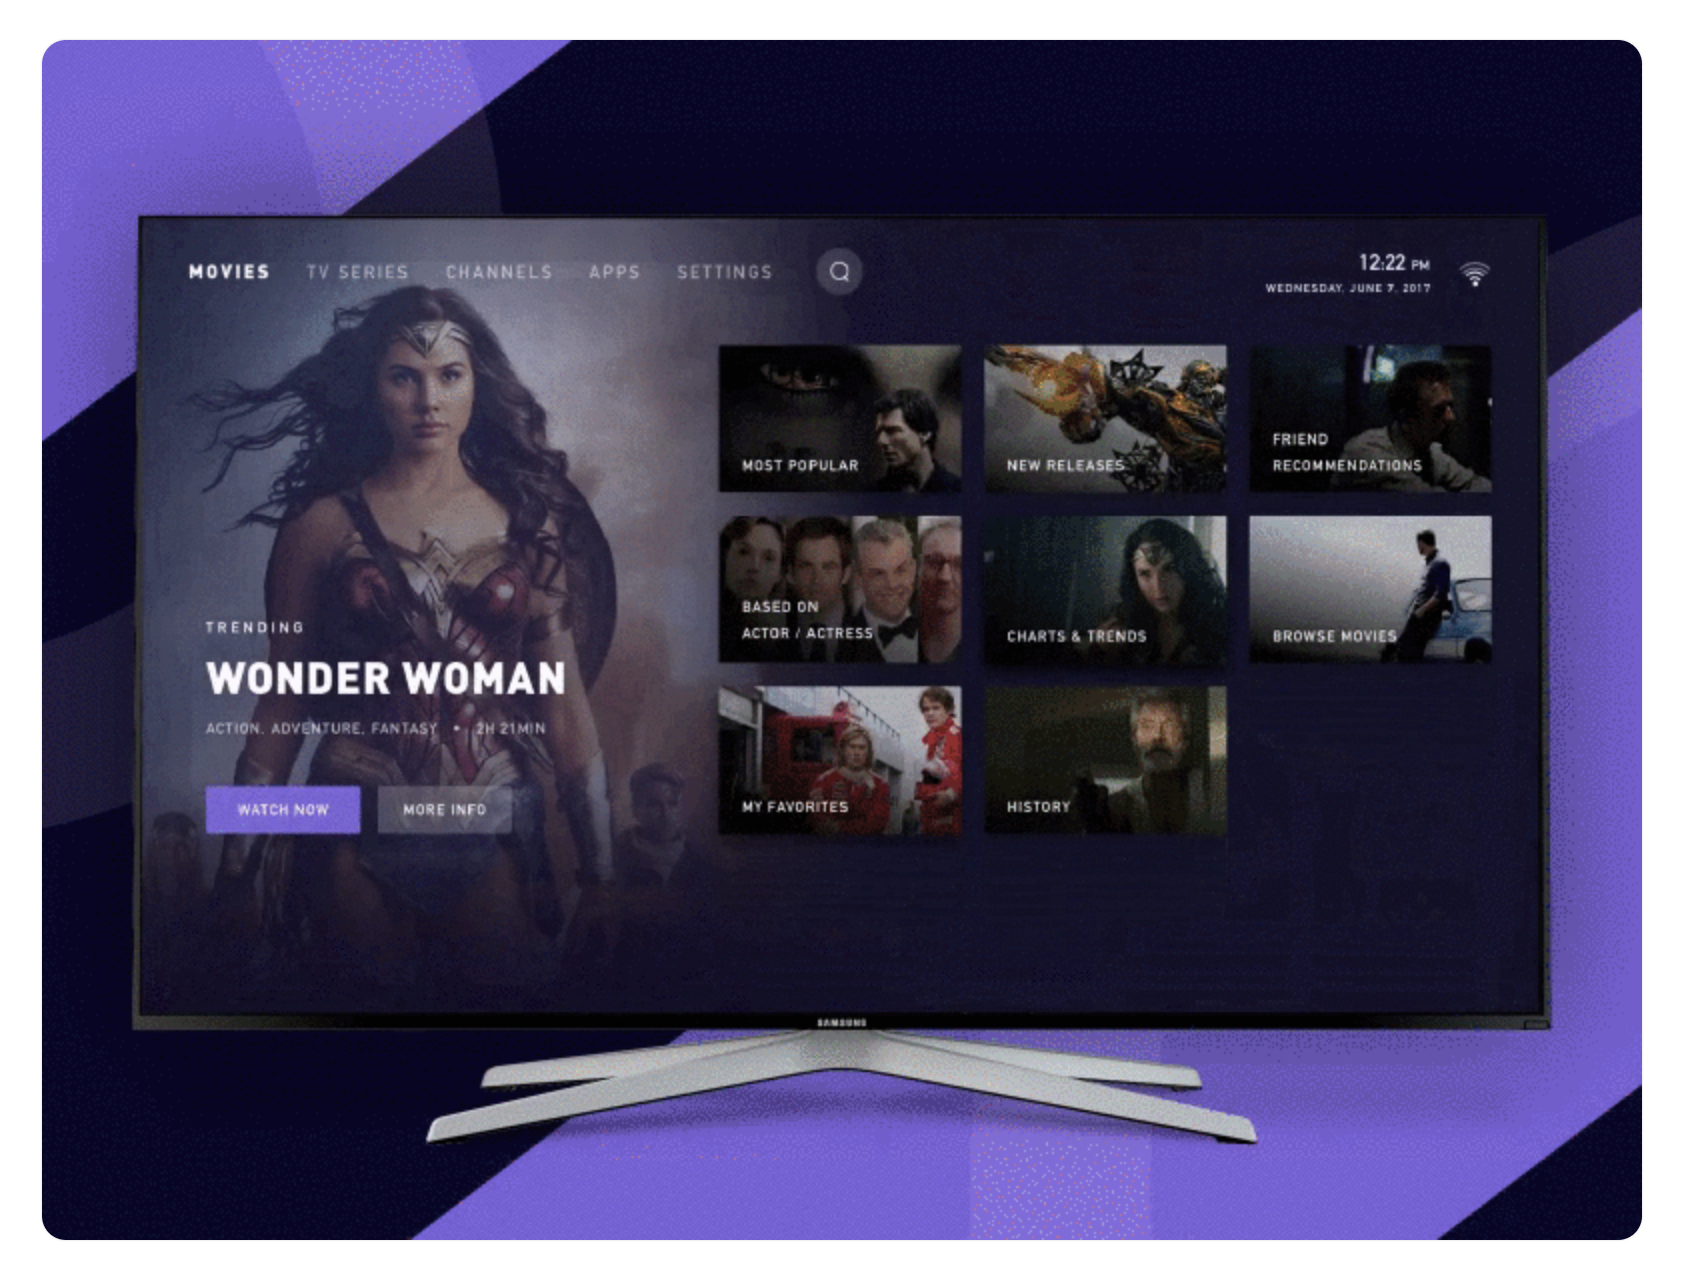 MOVIES TV SERIES CHANNELS APPS SETTINGS
12:22 PM
WEDNESDAY, JUNE 7, 2017
MOST POPULAR
NEW RELEASES
FRIEND
RECOMMENDATIONS
BASED ON
ACTOR / ACTRESS
CHARTS & TRENDS
BROWSE MOVIES
MY FAVORITES
HISTORY
TRENDING
WONDER WOMAN
ACTION, ADVENTURE, FANTASY • 2H 21MIN
WATCH NOW
MORE INFO
SAMSUNG